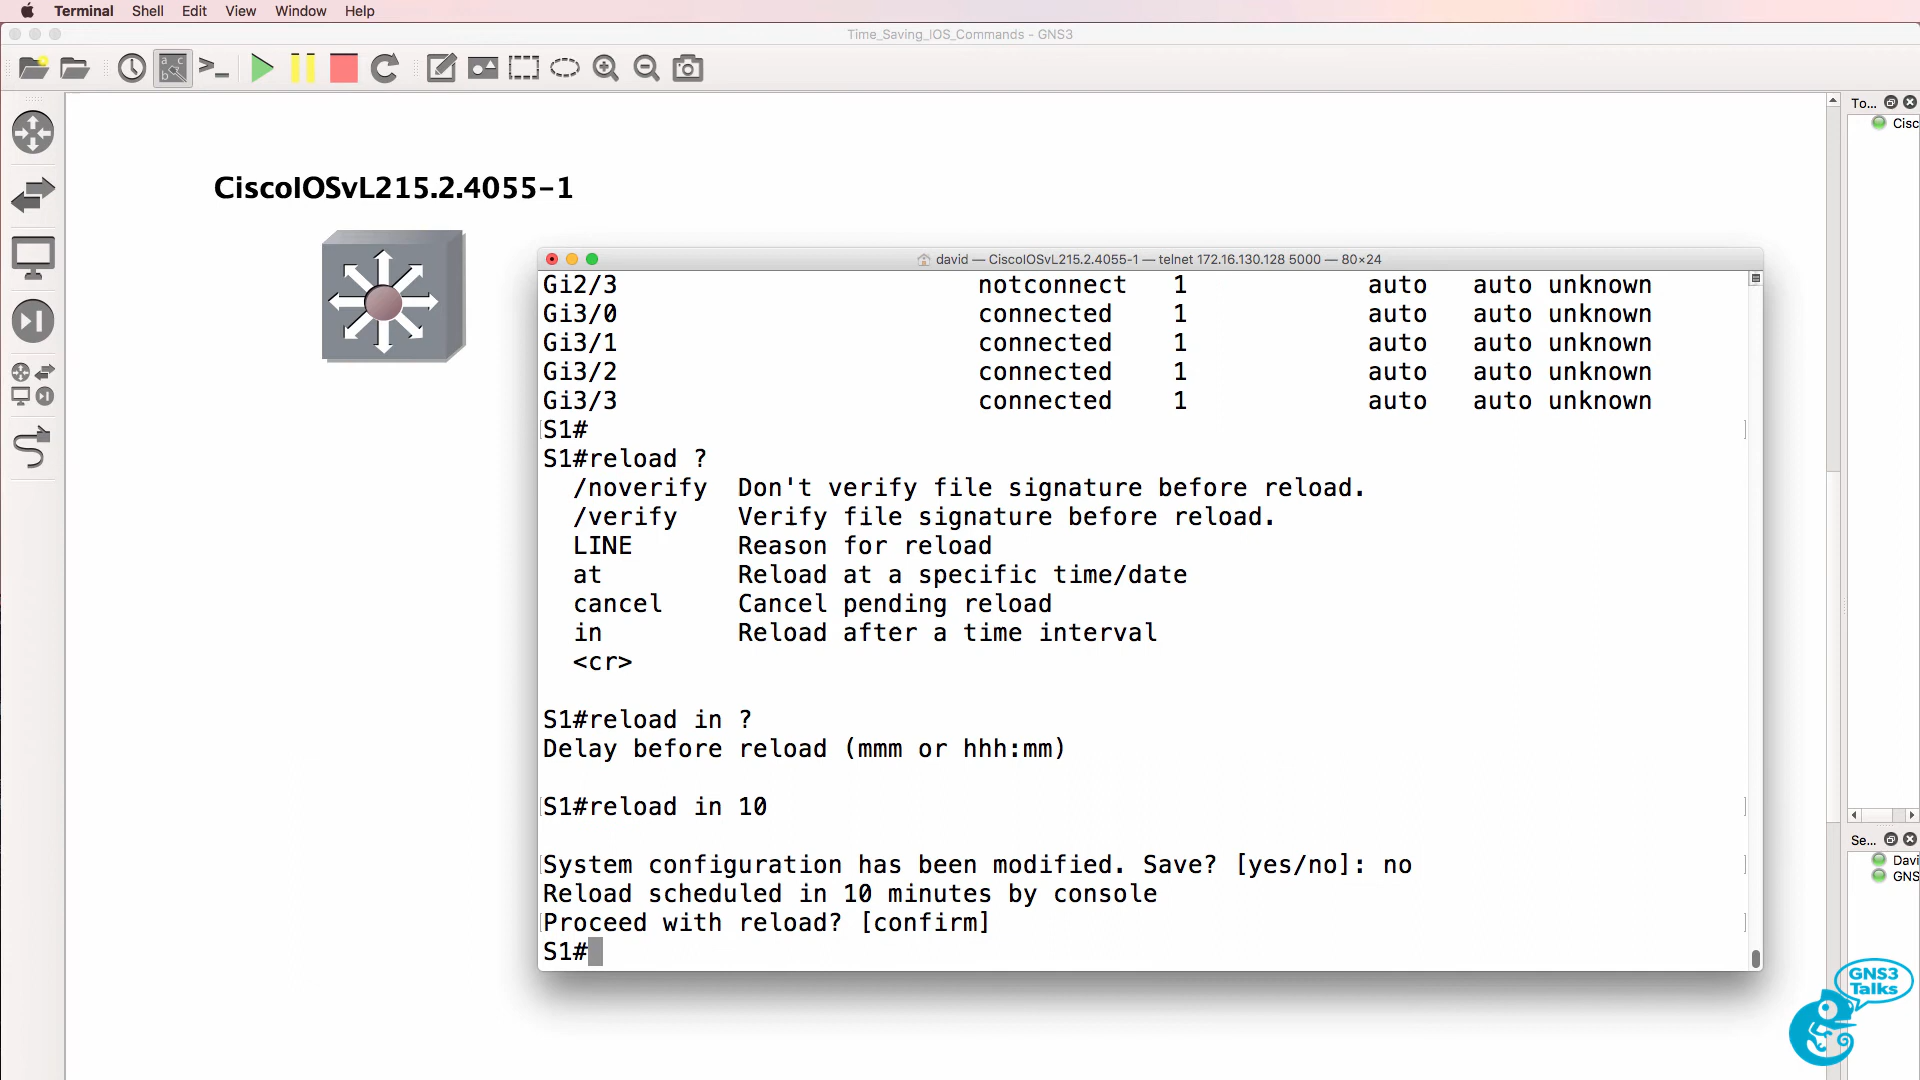 Terminal Shell Edit View Window Help
Time_Saving_IOS_Commands - GNS3
To...
Cisc
CiscoIOSvL215.2.4055-1
david — CiscoIOSvL215.2.4055-1 — telnet 172.16.130.128 5000 — 80×24
Gi2/3 notconnect 1 auto auto unknown
Gi3/0 connected 1 auto auto unknown
Gi3/1 connected 1 auto auto unknown
Gi3/2 connected 1 auto auto unknown
Gi3/3 connected 1 auto auto unknown
S1#
S1#reload ?
/noverify Don't verify file signature before reload.
/verify Verify file signature before reload.
LINE Reason for reload
at Reload at a specific time/date
cancel Cancel pending reload
in Reload after a time interval
<cr>
S1#reload in ?
Delay before reload (mmm or hhh:mm)
S1#reload in 10
System configuration has been modified. Save? [yes/no]: no
Reload scheduled in 10 minutes by console
Proceed with reload? [confirm]
S1#
Se...
Davi
GNS
GNS3
Talks